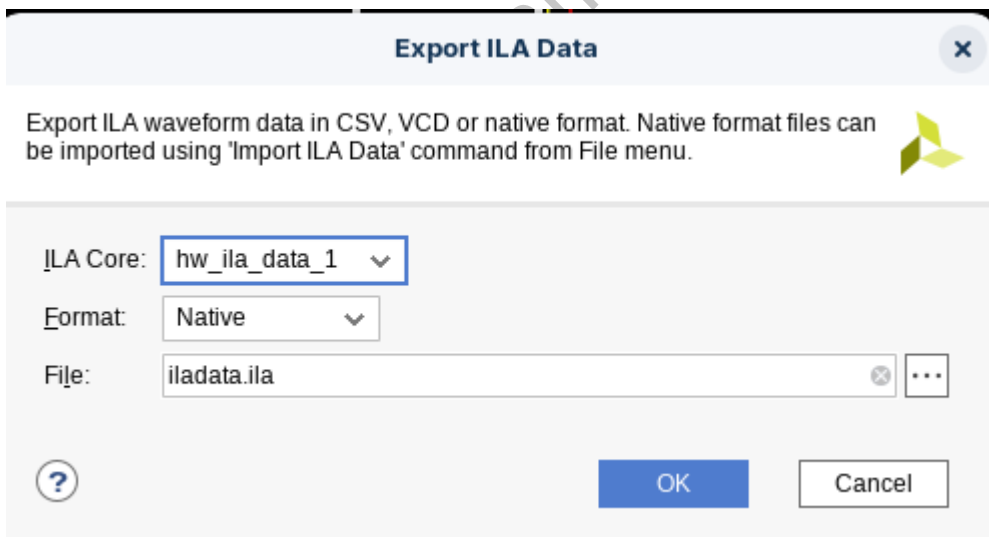 Export ILA Data
Export ILA waveform data in CSV, VCD or native format. Native format files can
be imported using 'Import ILA Data' command from File menu.
ILA Core: hw_ila_data_1
Format: Native
File: iladata.ila
...
?
OK Cancel